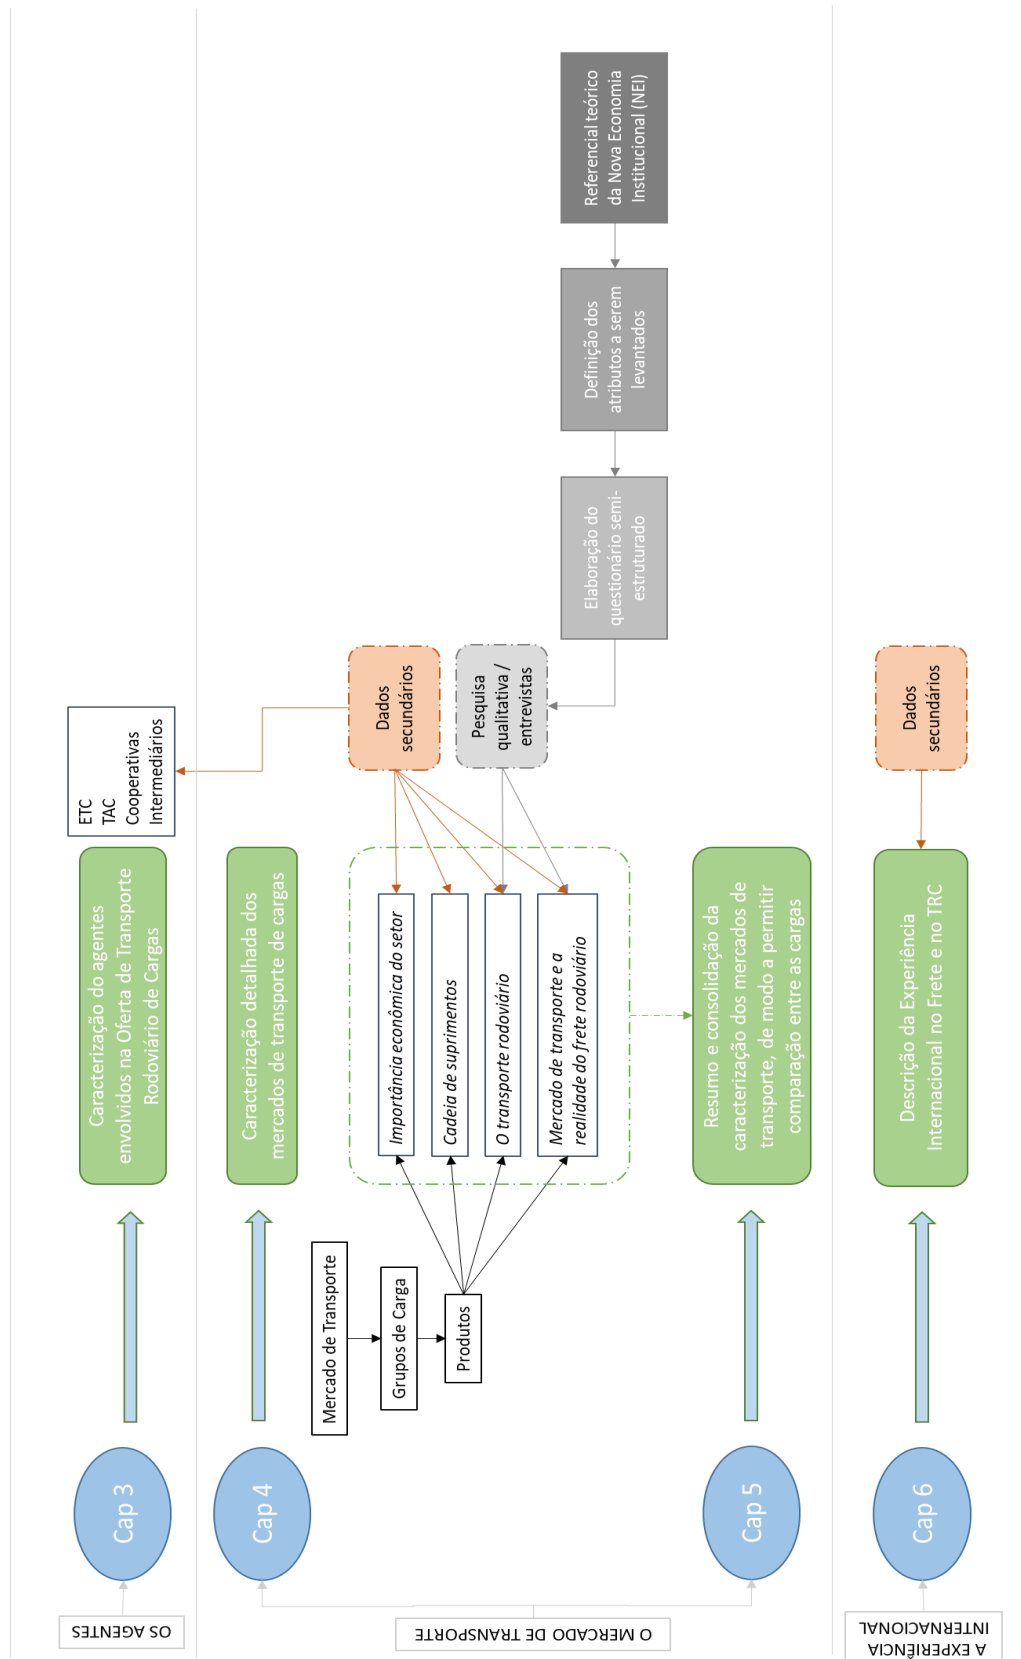 OS AGENTES
Cap 3
Caracterização do agentes
envolvidos na Oferta de Transporte
Rodoviário de Cargas
ETC
TAC
Cooperativas
Intermediários
O MERCADO DE TRANSPORTE
Cap 4
Caracterização detalhada dos
mercados de transporte de cargas
Mercado de Transporte
Grupos de Carga
Produtos
Importância econômica do setor
Cadeia de suprimentos
O transporte rodoviário
Mercado de transporte e a
realidade do frete rodoviário
Dados
secundários
Pesquisa
qualitativa /
entrevistas
Elaboração do
questionário semi-
estruturado
Definição dos
atributos a serem
levantados
Referencial teórico
da Nova Economia
Institucional (NEI)
Cap 5
Resumo e consolidação da
caracterização dos mercados de
transporte, de modo a permitir
comparação entre as cargas
A EXPERIÊNCIA
INTERNACIONAL
Cap 6
Descrição da Experiência
Internacional no Frete e no TRC
Dados
secundários